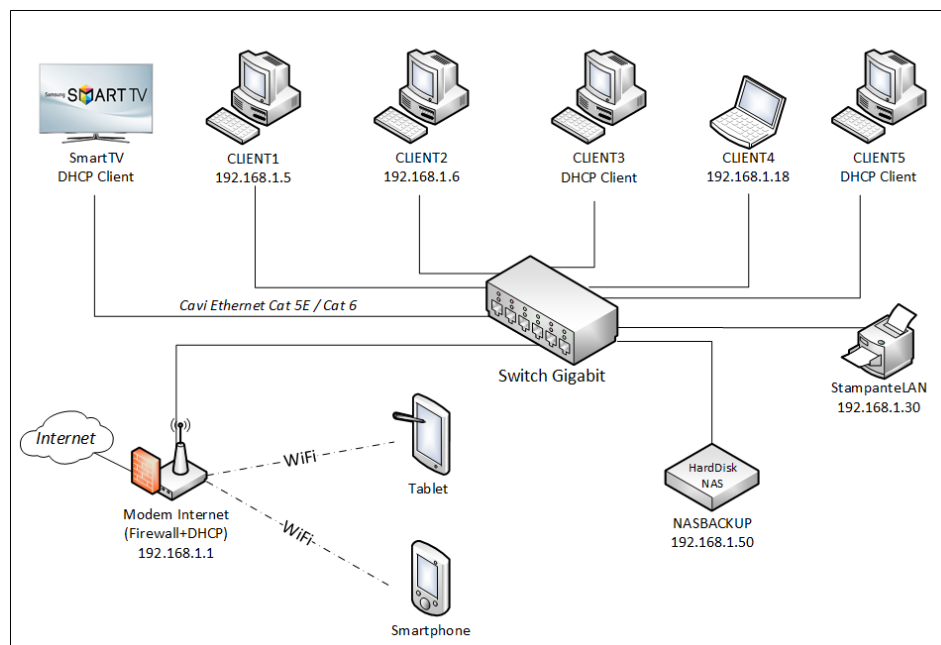 Samsung SMART TV
SmartTV
DHCP Client
CLIENT1
192.168.1.5
CLIENT2
192.168.1.6
CLIENT3
DHCP Client
CLIENT4
192.168.1.18
CLIENT5
DHCP Client
Cavi Ethernet Cat 5E / Cat 6
Switch Gigabit
StampanteLAN
192.168.1.30
Internet
WiFi
Tablet
HardDisk
NAS
NASBACKUP
192.168.1.50
Modem Internet
(Firewall+DHCP)
192.168.1.1
WiFi
Smartphone